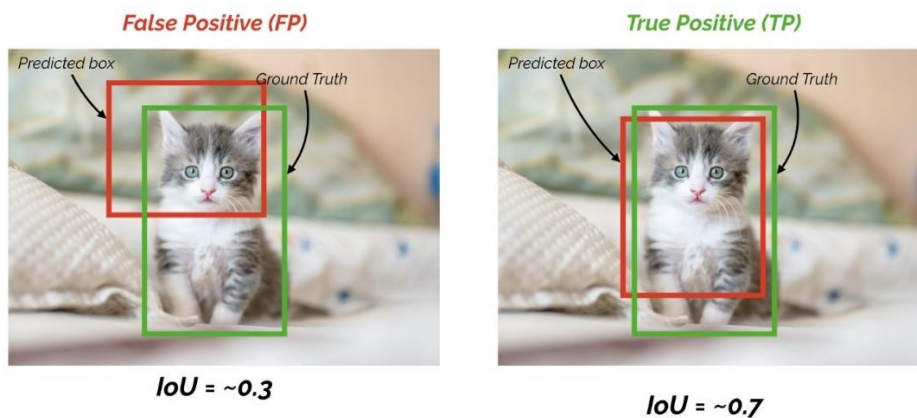 False Positive (FP)
Predicted box
Ground Truth
IoU = ~0.3
True Positive (TP)
Predicted box
Ground Truth
IoU = ~0.7